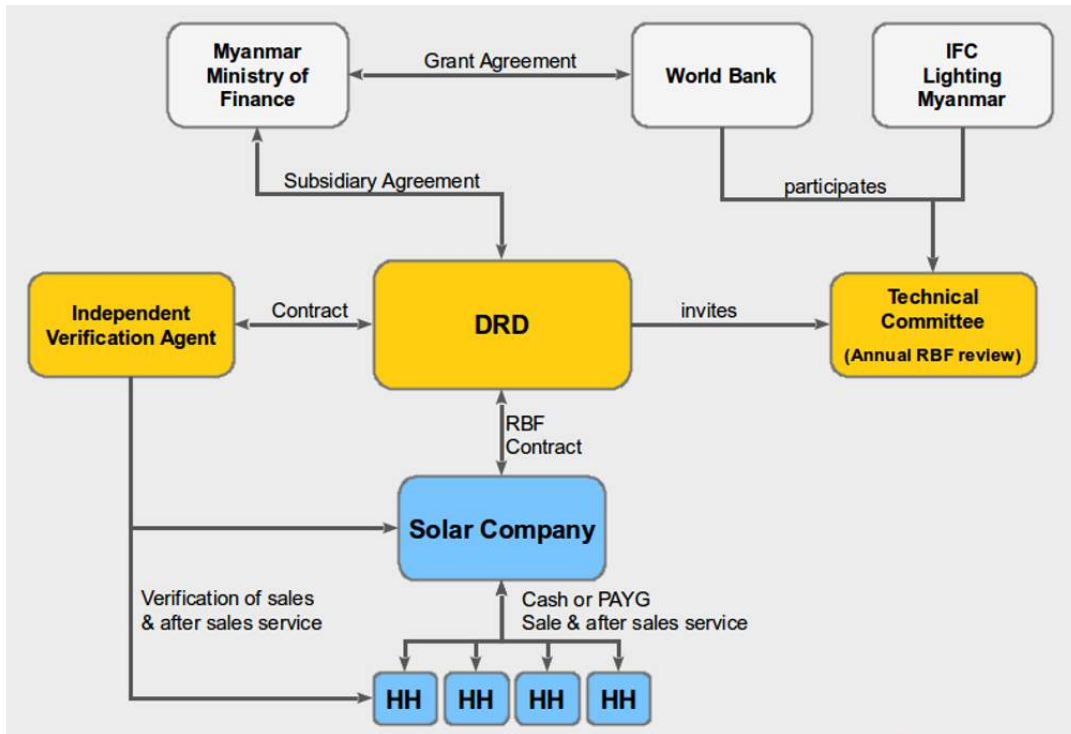 Myanmar
Ministry of
Finance
Grant Agreement
World Bank
IFC
Lighting
Myanmar
Subsidiary Agreement
participates
Independent
Verification Agent
Contract
DRD
invites
Technical
Committee
(Annual RBF review)
RBF
Contract
Solar Company
Verification of sales
& after sales service
Cash or PAYG
Sale & after sales service
HH
HH
HH
HH